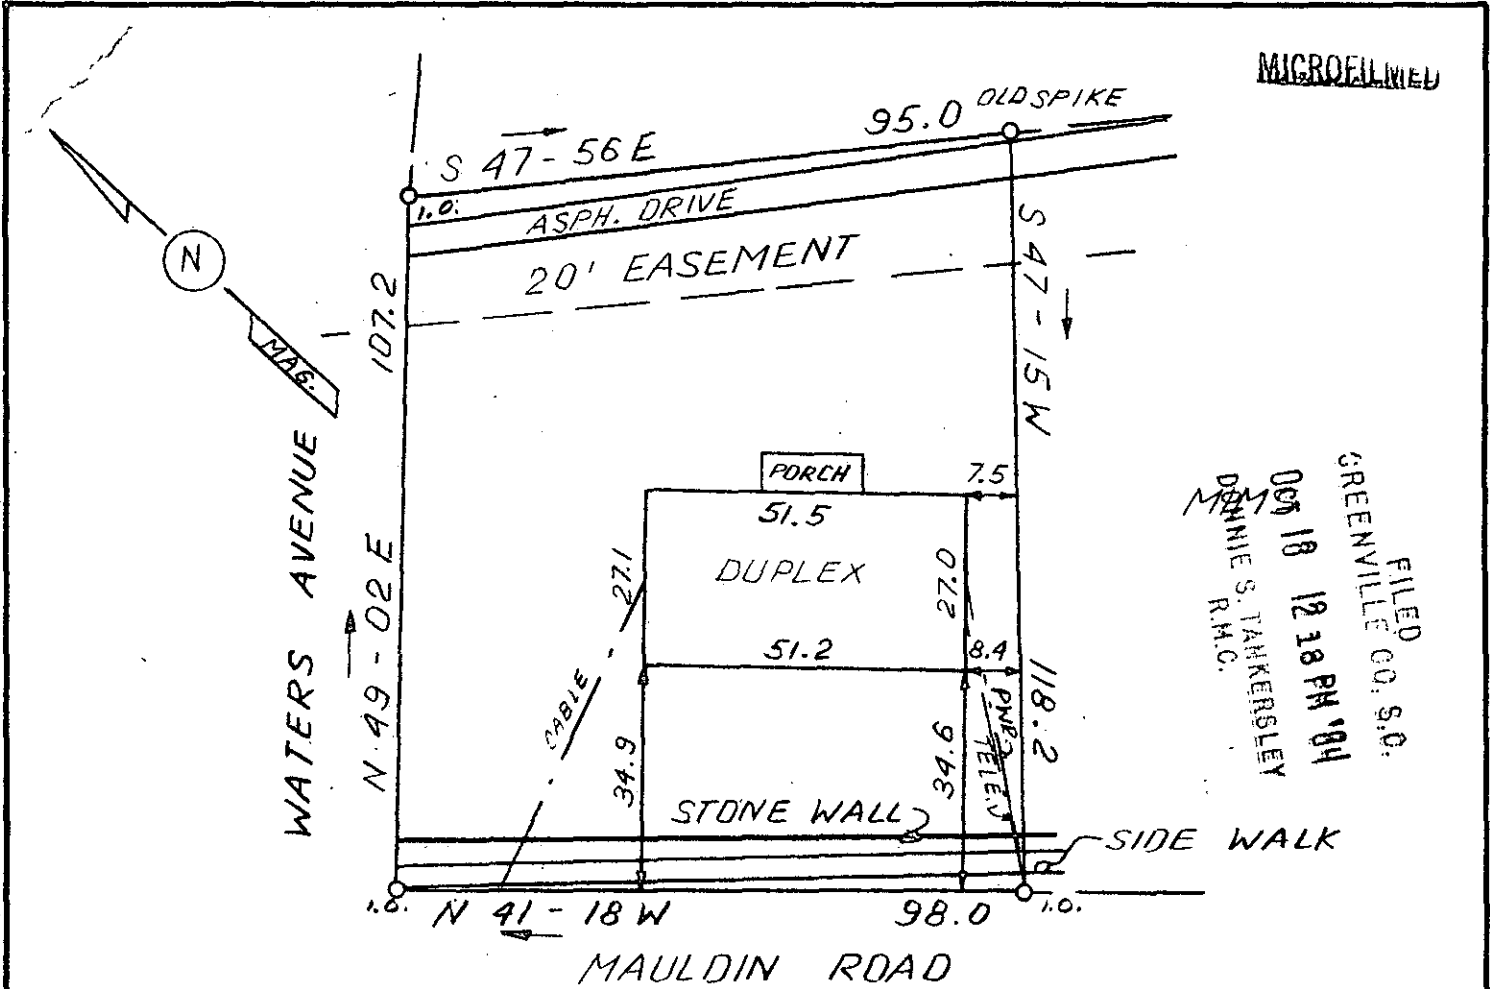 MICROFILMED
OLD SPIKE
95.0
S 47-56 E
I.O.
ASPH. DRIVE
20' EASEMENT
N
MAG.
107.2
S 47-15 W
WATERS AVENUE
N 49-02 E
PORCH
7.5
51.5
27.1
DUPLEX
27.0
51.2
8.4
CABLE
34.9
34.6
PWR.
TELE.
118.2
MIMS
FILED
GREENVILLE CO. S.C.
OCT 18 12 18 PM '84
DONNIE S. TANKERSLEY
R.M.C.
STONE WALL
SIDE WALK
I.O.
N 41-18 W
98.0
I.O.
MAULDIN ROAD